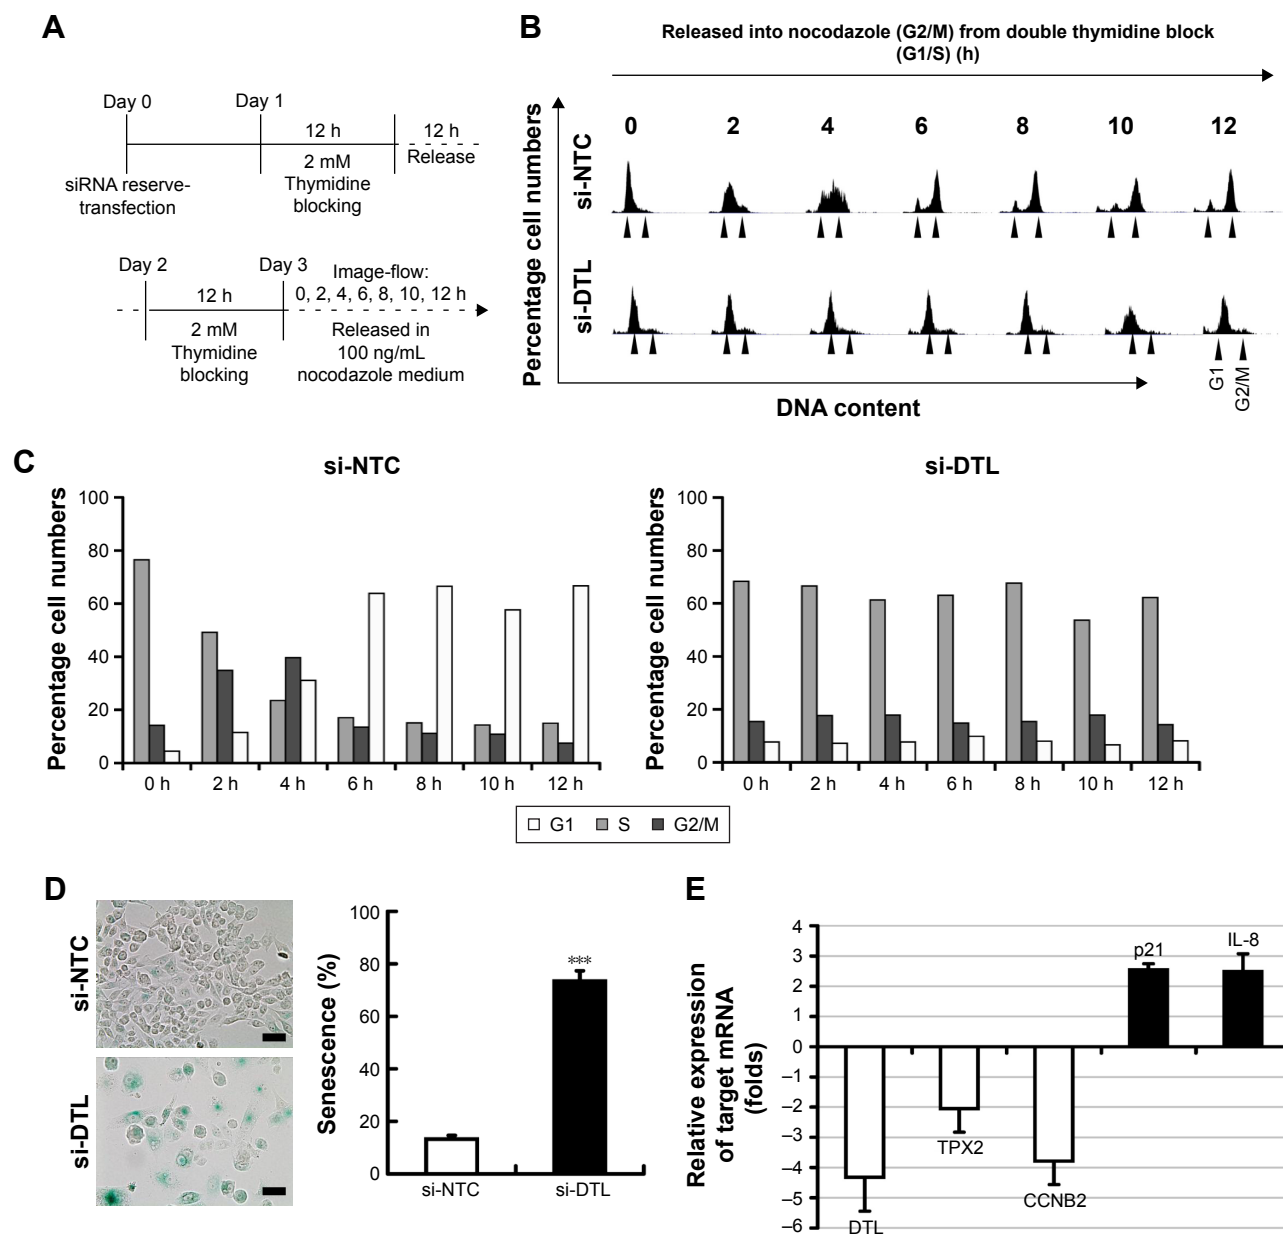 A
Day 0
Day 1
12 h
12 h
Release
2 mM
Thymidine
blocking
siRNA reserve-
transfection
Day 2
Day 3
12 h
Image-flow:
0, 2, 4, 6, 8, 10, 12 h
2 mM
Thymidine
blocking
Released in
100 ng/mL
nocodazole medium
B
Released into nocodazole (G2/M) from double thymidine block
(G1/S) (h)
Percentage cell numbers
0 2 4 6 8 10 12
si-NTC
si-DTL
G1
G2/M
DNA content
C
si-NTC
Percentage cell numbers
100
80
60
40
20
0
0 h 2 h 4 h 6 h 8 h 10 h 12 h
si-DTL
Percentage cell numbers
100
80
60
40
20
0
0 h 2 h 4 h 6 h 8 h 10 h 12 h
G1 S G2/M
D
si-NTC
si-DTL
Senescence (%)
100
80
60
40
20
0
***
si-NTC si-DTL
E
Relative expression
of target mRNA
(folds)
4
3
2
1
0
–1
–2
–3
–4
–5
–6
DTL
TPX2
CCNB2
p21
IL-8